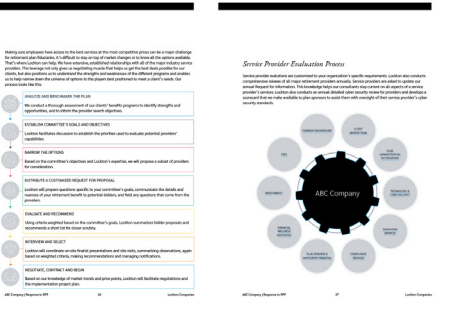 Making sure employees have access to the best services at the most competitive prices can be a major challenge
for retirement plan fiduciaries. It's difficult to stay on top of market changes or to know all the options available.
That's where Lockton can help. We have extensive, established relationships with all of the major industry service
providers. This leverage not only gives us negotiating muscle that helps us get the best deals possible for our
clients, but also positions us to understand the strengths and weaknesses of the different programs and enables
us to help narrow down the universe of options to the players best positioned to meet a client's needs. Our
process looks like this:
ANALYZE AND BENCHMARK THE PLAN
We conduct a thorough assessment of our clients' benefits programs to identify strengths and
opportunities, and to inform the provider search objectives.
ESTABLISH COMMITTEE'S GOALS AND OBJECTIVES
Lockton facilitates discussion to establish the priorities used to evaluate potential providers'
capabilities.
NARROW THE OPTIONS
Based on the committee's objectives and Lockton's expertise, we will propose a subset of providers
for consideration.
DISTRIBUTE A CUSTOMIZED REQUEST FOR PROPOSAL
Lockton will prepare questions specific to your committee's goals, communicate the details and
nuances of your retirement benefit to potential bidders, and field any questions that come from the
providers.
EVALUATE AND RECOMMEND
Using criteria weighted based on the committee's goals, Lockton summarizes bidder proposals and
recommends a short list for closer scrutiny.
INTERVIEW AND SELECT
Lockton will coordinate on-site finalist presentations and site visits, summarizing observations, again
based on weighted criteria, making recommendations and managing notifications.
NEGOTIATE, CONTRACT AND BEGIN
Based on our knowledge of market trends and price points, Lockton will facilitate negotiations and
the implementation project plan.
ABC Company | Response to RFP
26
Lockton Companies
Service Provider Evaluation Process
Service provider evaluations are customized to your organization's specific requirements. Lockton also conducts
comprehensive reviews of all major retirement providers annually. Service providers are asked to update our
annual Request for Information. This knowledge helps our consultants stay current on all aspects of a service
provider's services. Lockton also conducts an annual detailed cyber security review for providers and develops a
scorecard that we make available to plan sponsors to assist them with oversight of their service provider's cyber
security standards.
COMPANY BACKGROUND
CLIENT
SATISFACTION
FEES
PLAN
ADMINISTRATION
INVESTMENTS
ABC Company
TECHNOLOGY &
CYBER SECURITY
FINANCIAL
WELLNESS
RESOURCES
TRANSITION
SERVICES
PLAN SPONSOR &
PARTICIPANT WEBSITES
COMPLIANCE
SERVICES
ABC Company | Response to RFP
27
Lockton Companies